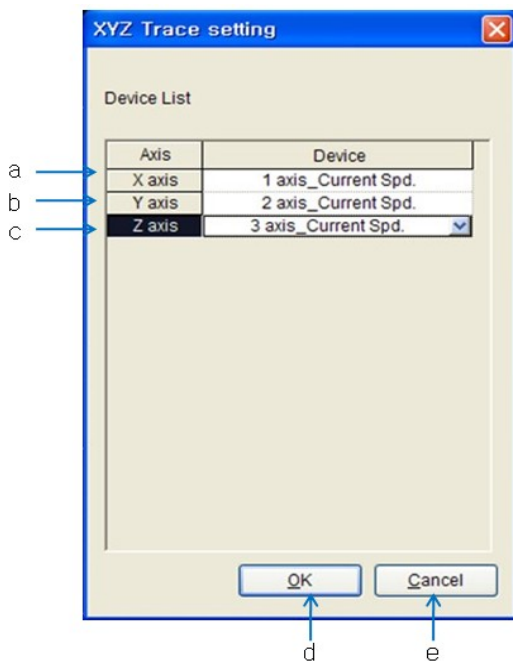 XYZ Trace setting
Device List
Axis Device
a X axis 1 axis_Current Spd.
b Y axis 2 axis_Current Spd.
c Z axis 3 axis_Current Spd.
OK Cancel
d e